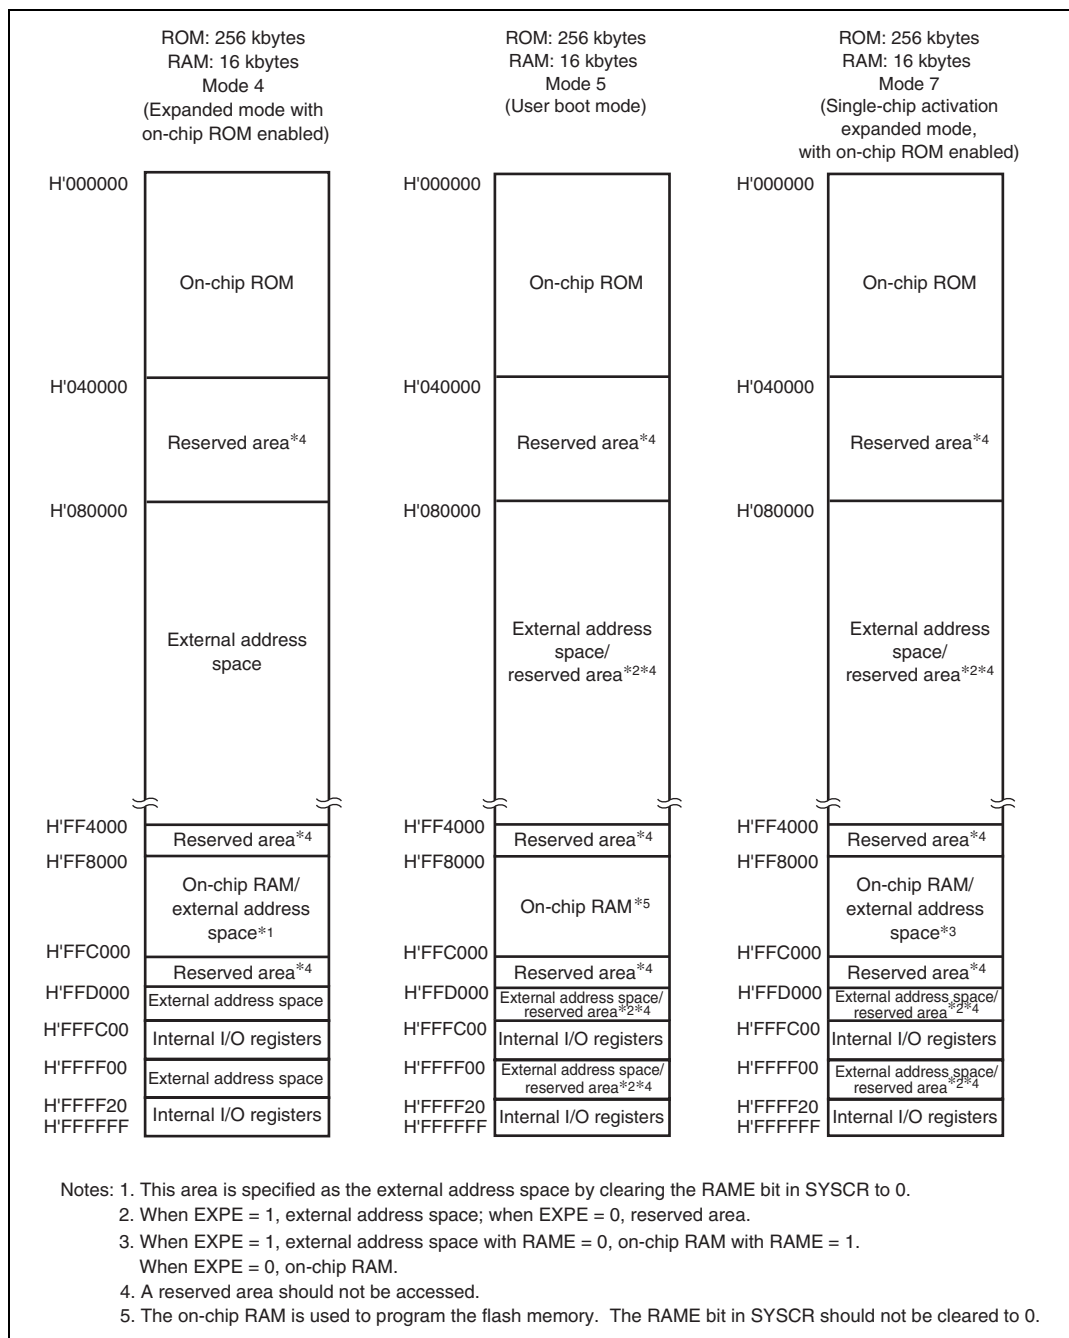 ROM: 256 kbytes
RAM: 16 kbytes
Mode 4
(Expanded mode with
on-chip ROM enabled)
H'000000
On-chip ROM
H'040000
Reserved area*4
H'080000
External address
space
H'FF4000
Reserved area*4
H'FF8000
On-chip RAM/
external address
space*1
H'FFC000
Reserved area*4
H'FFD000
External address space
H'FFFC00
Internal I/O registers
H'FFFF00
External address space
H'FFFF20
Internal I/O registers
H'FFFFFF
ROM: 256 kbytes
RAM: 16 kbytes
Mode 5
(User boot mode)
H'000000
On-chip ROM
H'040000
Reserved area*4
H'080000
External address
space/
reserved area*2*4
H'FF4000
Reserved area*4
H'FF8000
On-chip RAM*5
H'FFC000
Reserved area*4
H'FFD000
External address space/
reserved area*2*4
H'FFFC00
Internal I/O registers
H'FFFF00
External address space/
reserved area*2*4
H'FFFF20
Internal I/O registers
H'FFFFFF
ROM: 256 kbytes
RAM: 16 kbytes
Mode 7
(Single-chip activation
expanded mode,
with on-chip ROM enabled)
H'000000
On-chip ROM
H'040000
Reserved area*4
H'080000
External address
space/
reserved area*2*4
H'FF4000
Reserved area*4
H'FF8000
On-chip RAM/
external address
space*3
H'FFC000
Reserved area*4
H'FFD000
External address space/
reserved area*2*4
H'FFFC00
Internal I/O registers
H'FFFF00
External address space/
reserved area*2*4
H'FFFF20
Internal I/O registers
H'FFFFFF
Notes: 1. This area is specified as the external address space by clearing the RAME bit in SYSCR to 0.
2. When EXPE = 1, external address space; when EXPE = 0, reserved area.
3. When EXPE = 1, external address space with RAME = 0, on-chip RAM with RAME = 1.
When EXPE = 0, on-chip RAM.
4. A reserved area should not be accessed.
5. The on-chip RAM is used to program the flash memory. The RAME bit in SYSCR should not be cleared to 0.